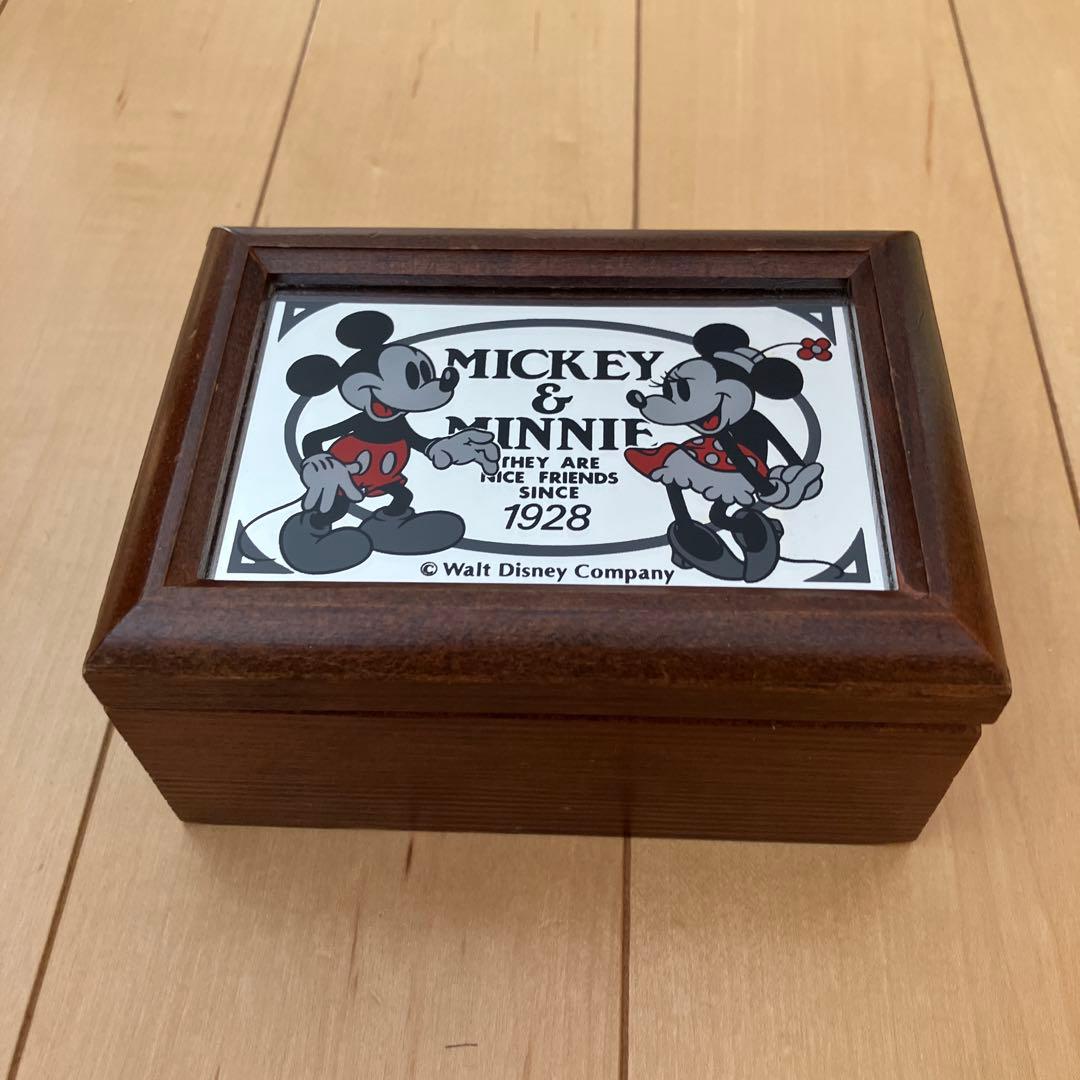 MICKEY
&
MINNIE
THEY ARE
NICE FRIENDS
SINCE
1928
© Walt Disney Company